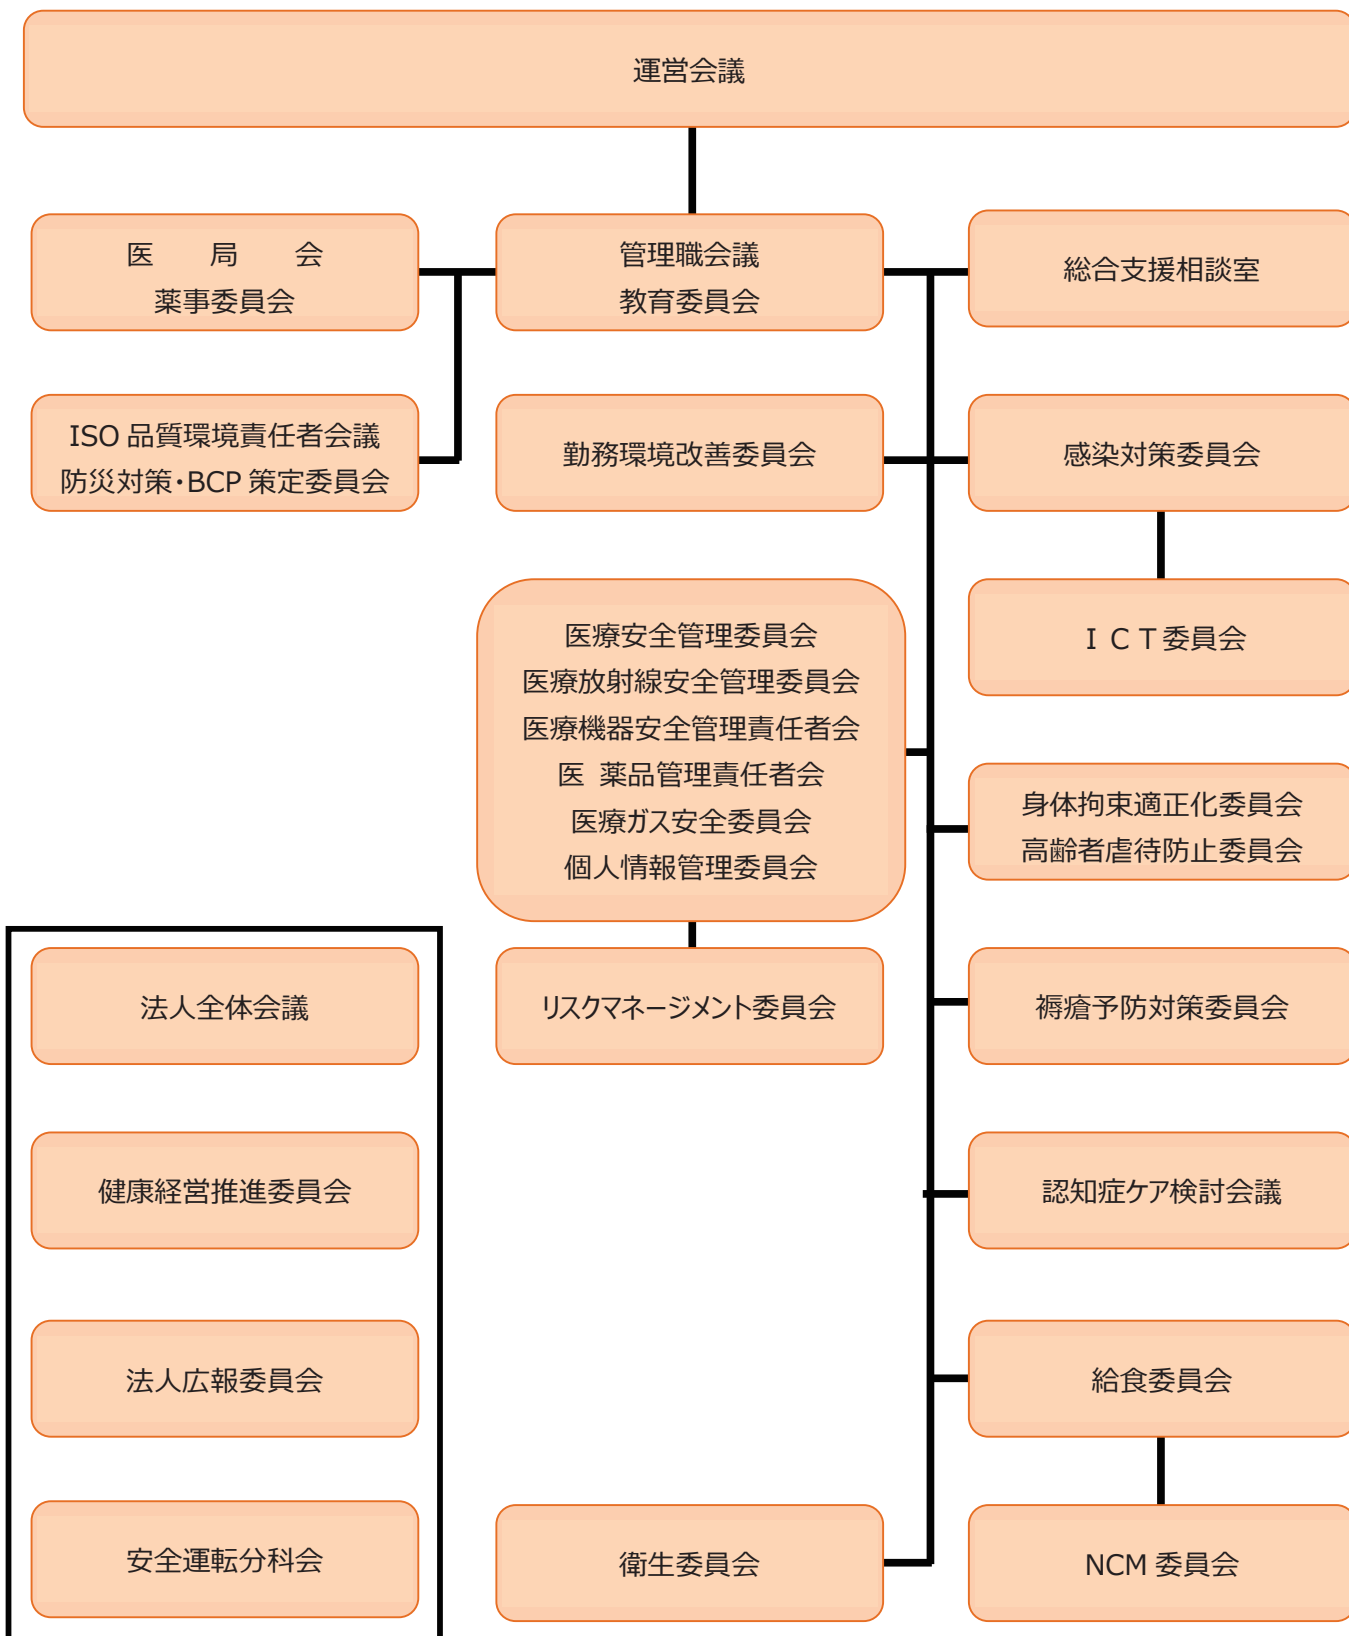 運営会議
医 局 会
薬事委員会
管理職会議
教育委員会
総合支援相談室
ISO 品質環境責任者会議
防災対策・BCP 策定委員会
勤務環境改善委員会
感染対策委員会
医療安全管理委員会
医療放射線安全管理委員会
医療機器安全管理責任者会
医 薬品管理責任者会
医療ガス安全委員会
個人情報管理委員会
ＩＣＴ委員会
身体拘束適正化委員会
高齢者虐待防止委員会
法人全体会議
リスクマネージメント委員会
褥瘡予防対策委員会
健康経営推進委員会
認知症ケア検討会議
法人広報委員会
給食委員会
安全運転分科会
衛生委員会
NCM 委員会